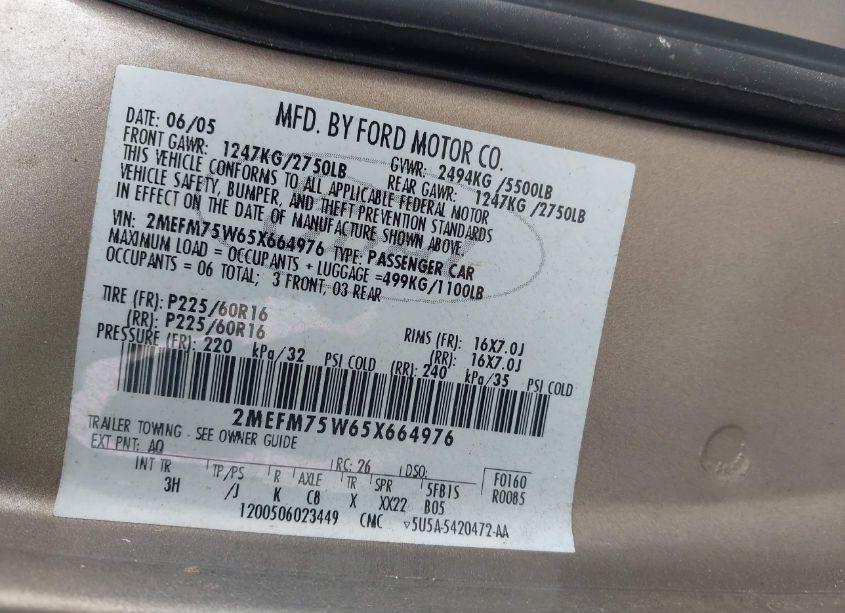 MFD. BY FORD MOTOR CO.
DATE: 06/05 GVWR: 2494KG /5500LB
FRONT GAWR: 1247KG/2750LB REAR GAWR: 1247KG /2750LB
THIS VEHICLE CONFORMS TO ALL APPLICABLE FEDERAL MOTOR
VEHICLE SAFETY, BUMPER, AND THEFT PREVENTION STANDARDS
IN EFFECT ON THE DATE OF MANUFACTURE SHOWN ABOVE.
VIN: 2MEFM75W65X664976 TYPE: PASSENGER CAR
MAXIMUM LOAD = OCCUPANTS + LUGGAGE =499KG/1100LB
OCCUPANTS = 06 TOTAL; 3 FRONT, 03 REAR
TIRE (FR): P225/60R16 RIMS (FR): 16X7.0J
(RR): P225/60R16 (RR): 16X7.0J
PRESSURE (FR): 220 kPa/32 PSI COLD (RR): 240 kPa/35 PSI COLD
2MEFM75W65X664976
TRAILER TOWING - SEE OWNER GUIDE
EXT PNT: AQ RC: 26 DSO: F0160
INT TR TP/PS R AXLE TR SPR 5FB1S R0085
3H /J K C8 X XX22 B05
1200506023449 CMC ▽5U5A-5420472-AA